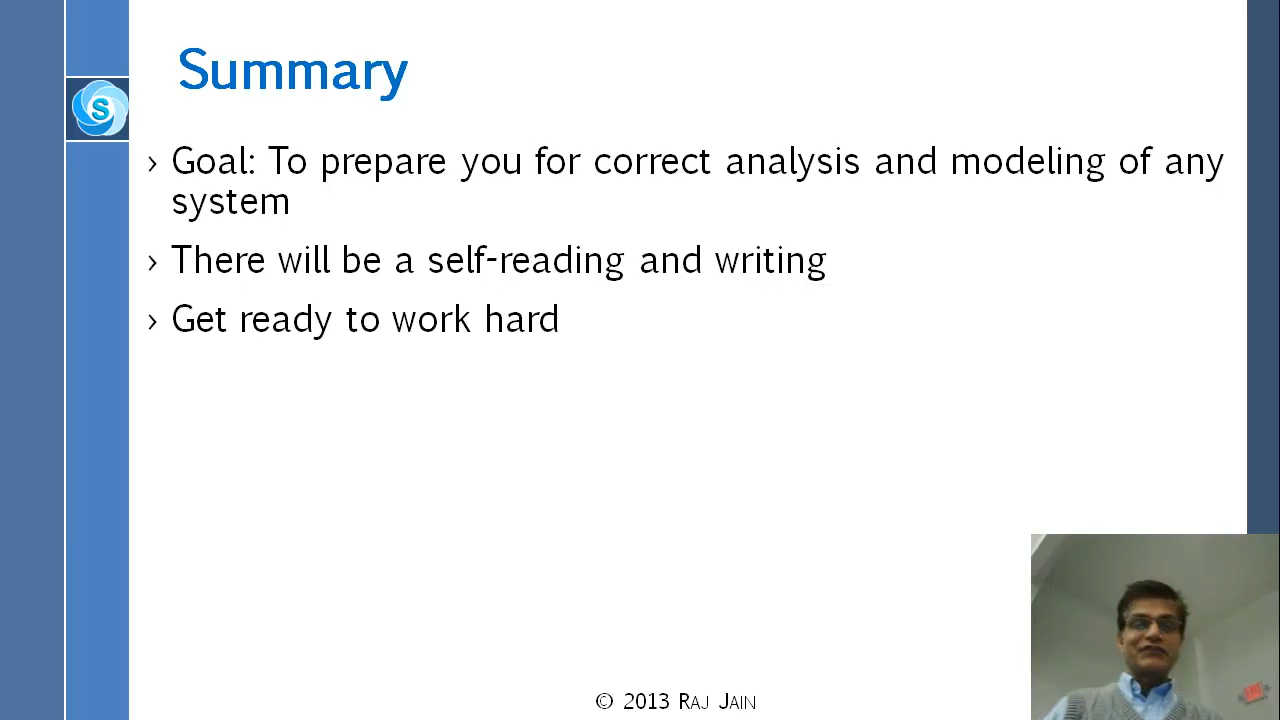 Summary
S
› Goal: To prepare you for correct analysis and modeling of any
system
› There will be a self-reading and writing
› Get ready to work hard
© 2013 RAJ JAIN